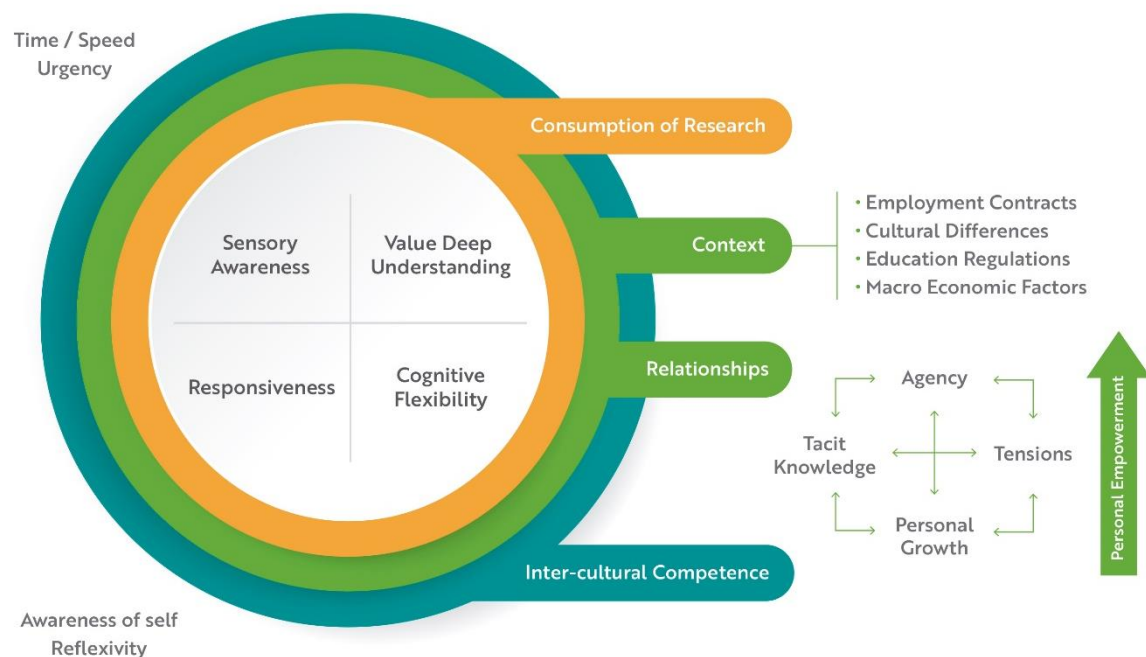 Time / Speed
Urgency
Consumption of Research
Sensory
Awareness
Value Deep
Understanding
Responsiveness
Cognitive
Flexibility
Context
• Employment Contracts
• Cultural Differences
• Education Regulations
• Macro Economic Factors
Relationships
Agency
Tacit
Knowledge
Tensions
Personal
Growth
Personal Empowerment
Inter-cultural Competence
Awareness of self
Reflexivity